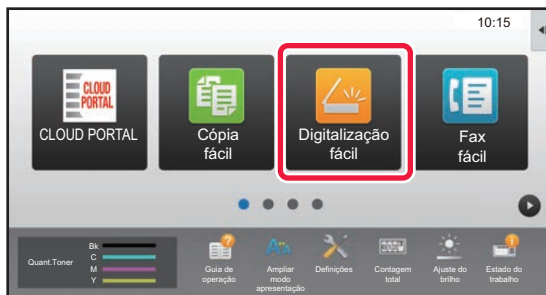 10:15
CLOUD
PORTAL
CLOUD PORTAL
Cópia
fácil
Digitalização
fácil
Fax
fácil
Quant.Toner
Bk
C
M
Y
Guia de
operação
Ampliar
modo
apresentação
Definições
Contagem
total
Ajuste do
brilho
Estado do
trabalho